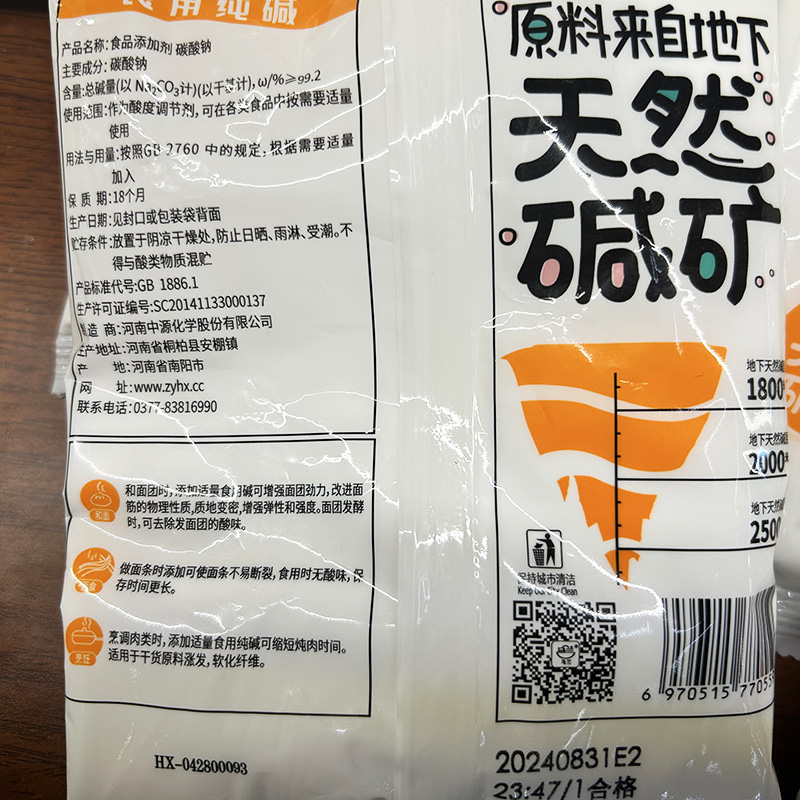 食用纯碱
产品名称:食品添加剂 碳酸钠
主要成分:碳酸钠
含量:总碱量(以 Na₂CO₃计)(以干基计),ω/%≥99.2
使用范围:作为酸度调节剂,可在各类食品中按需要适量
使用
用法与用量:按照GB 2760 中的规定,根据需要适量
加入
保 质 期:18个月
生产日期:见封口或包装袋背面
贮存条件:放置于阴凉干燥处,防止日晒、雨淋、受潮。不
得与酸类物质混贮
产品标准代号:GB 1886.1
生产许可证编号:SC20141133000137
制 造 商:河南中源化学股份有限公司
生产地址:河南省桐柏县安棚镇
产 地:河南省南阳市
网 址:www.zyhx.cc
联系电话:0377-83816990
和面
和面团时,添加适量食用碱可增强面团劲力,改进面
筋的物理性质,质地变密,增强弹性和强度。面团发酵
时,可去除发面团的酸味。
做面条时添加可使面条不易断裂,食用时无酸味,保
存时间更长。
烹饪
烹调肉类时,添加适量食用纯碱可缩短炖肉时间。
适用于干货原料涨发,软化纤维。
HX-042800093
原料来自地下
天然
碱矿
地下天然碱
1800
地下天然碱
2000米
地下天然
2500
保持城市清洁
Keep Our City Clean
6 970515 77055
20240831E2
23:47/1合格